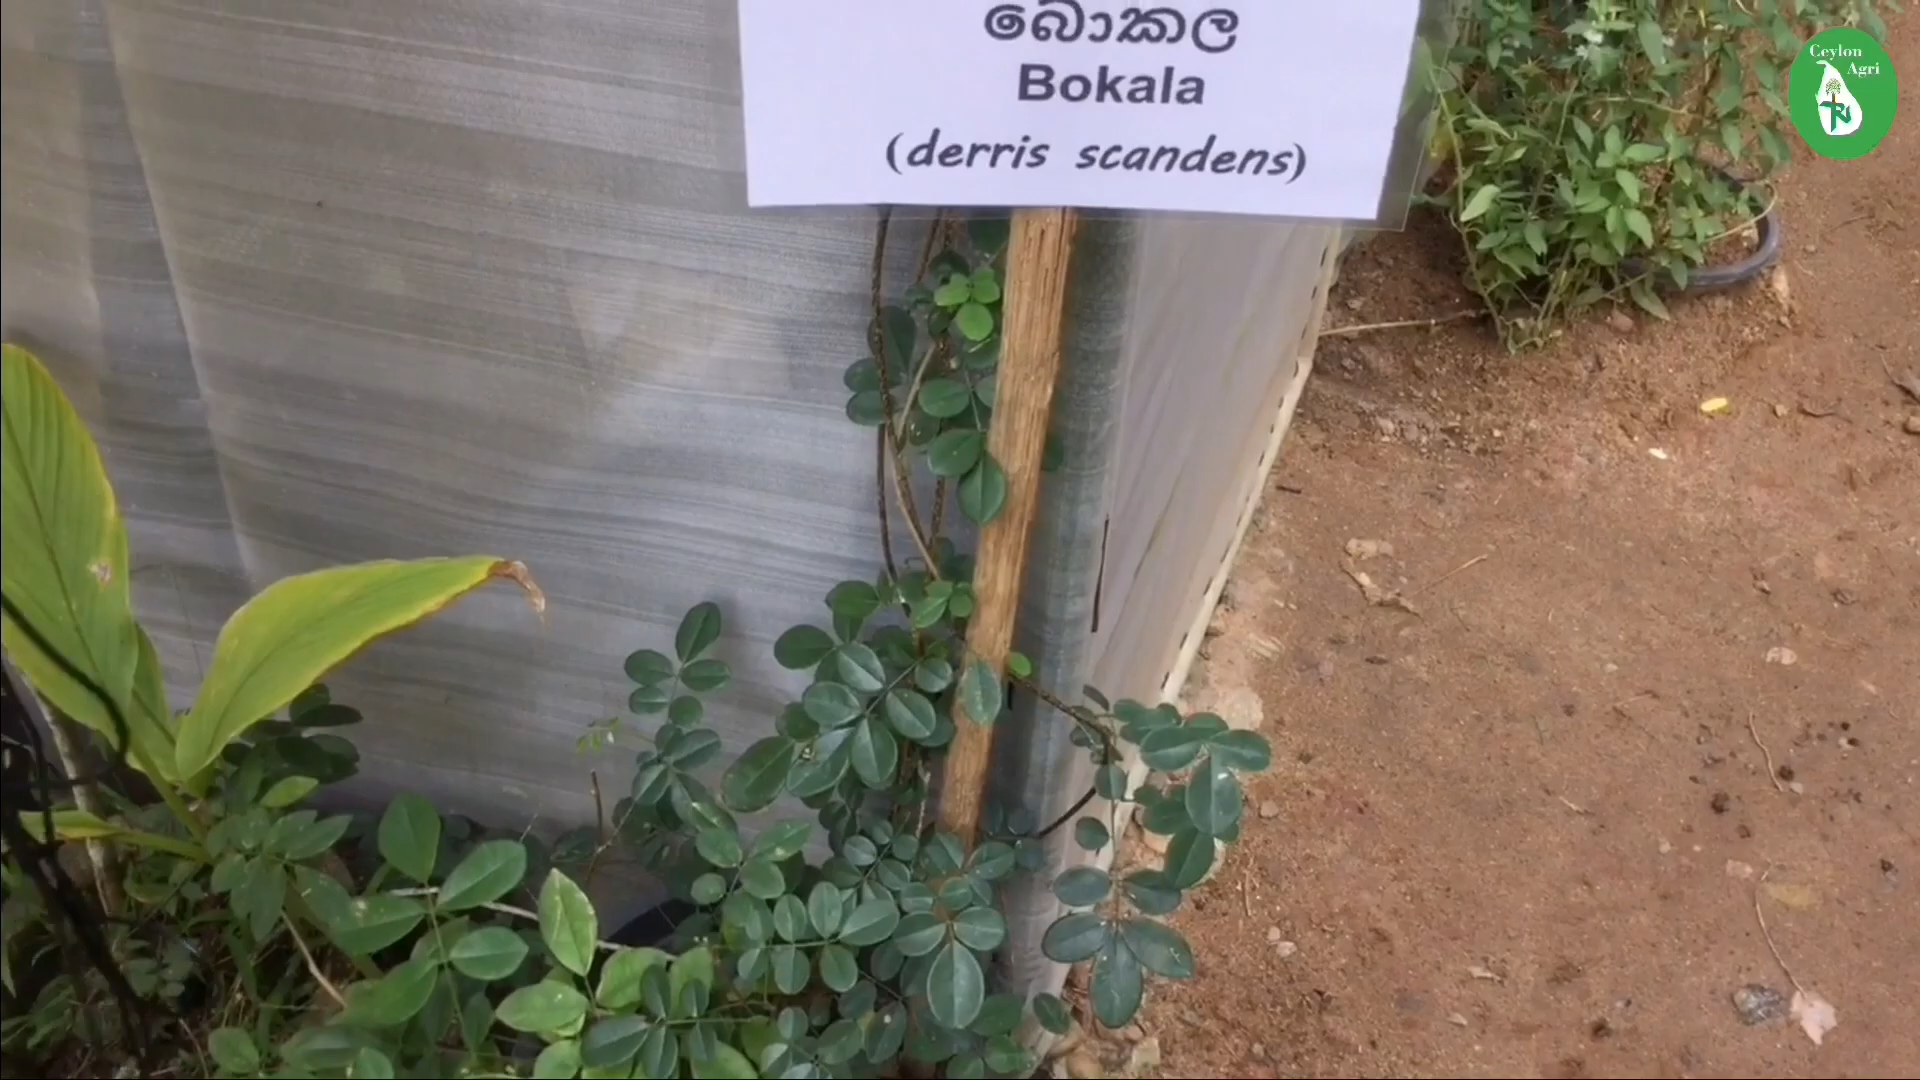 බොකල
Bokala
(derris scandens)
Ceylon
Agri